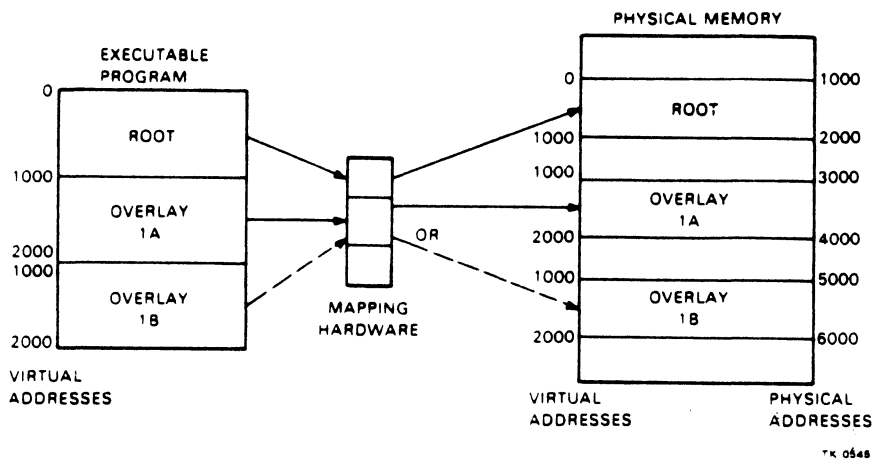 PHYSICAL MEMORY
EXECUTABLE
PROGRAM
0
ROOT
1000
OVERLAY
1A
2000
1000
OVERLAY
1B
2000
VIRTUAL
ADDRESSES
MAPPING
HARDWARE
OR
0
1000
1000
2000
1000
2000
ROOT
OVERLAY
1A
OVERLAY
1B
1000
2000
3000
4000
5000
6000
VIRTUAL
ADDRESSES
PHYSICAL
ADDRESSES
TK 0546